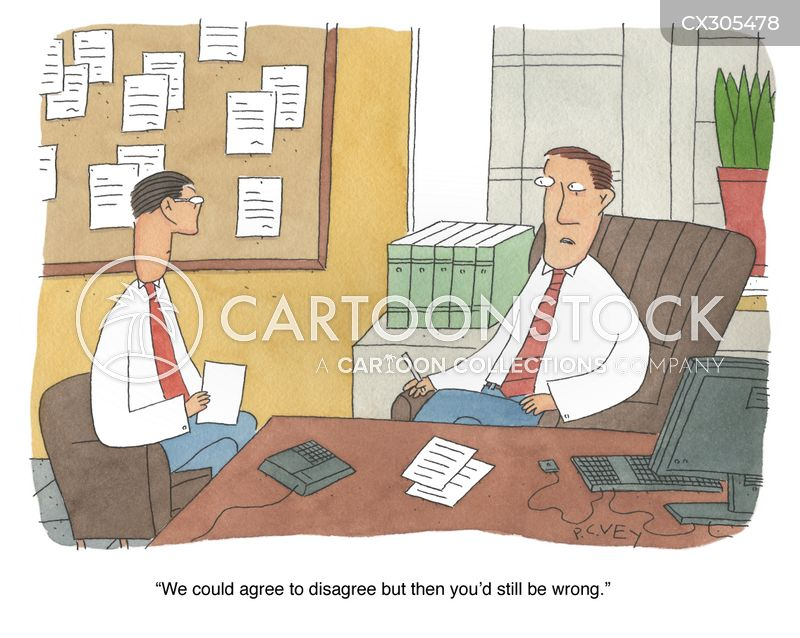 CX305478
CARTOONSTOCK
A CARTOON COLLECTIONS COMPANY
P.C.VEY
“We could agree to disagree but then you’d still be wrong.”